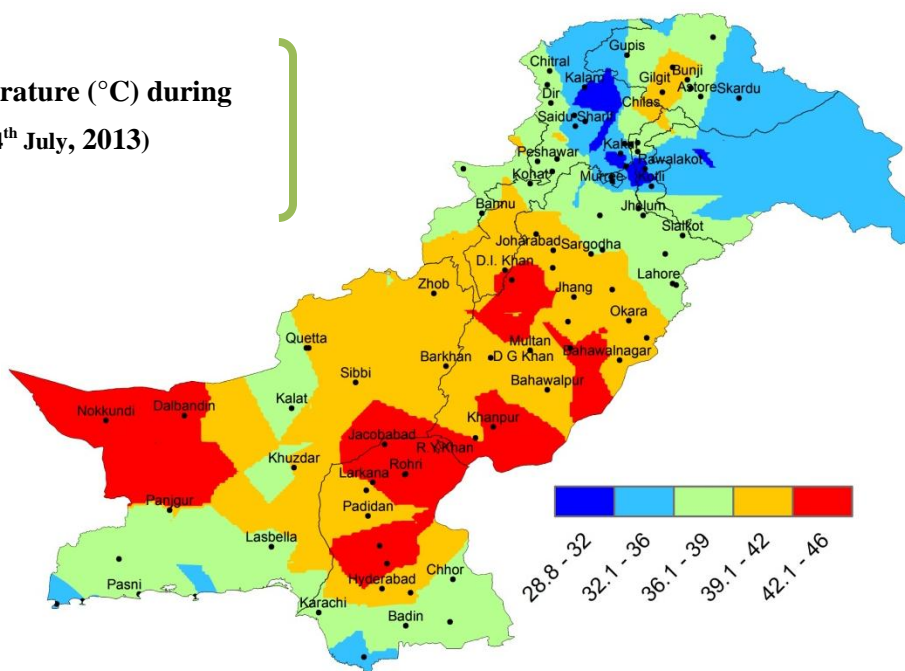 rature (°C) during
4th July, 2013)
Gupis
Chitral
Kalam
Gilgit
Bunji
Dir
Chilas
Astore
Skardu
Saidu Sharif
Kakul
Peshawar
Rawalakot
Murree
Kotli
Kohat
Bannu
Jhelum
Sialkot
Joharabad
Sargodha
D.I. Khan
Lahore
Zhob
Jhang
Okara
Quetta
Multan
Barkhan
D G Khan
Bahawalnagar
Sibbi
Bahawalpur
Nokkundi
Dalbandin
Kalat
Khanpur
Jacobabad
R.Y.Khan
Khuzdar
Rohri
Larkana
Panjgur
Padidan
Lasbella
Hyderabad
Chhor
Pasni
Karachi
Badin
28.8 - 32
32.1 - 36
36.1 - 39
39.1 - 42
42.1 - 46